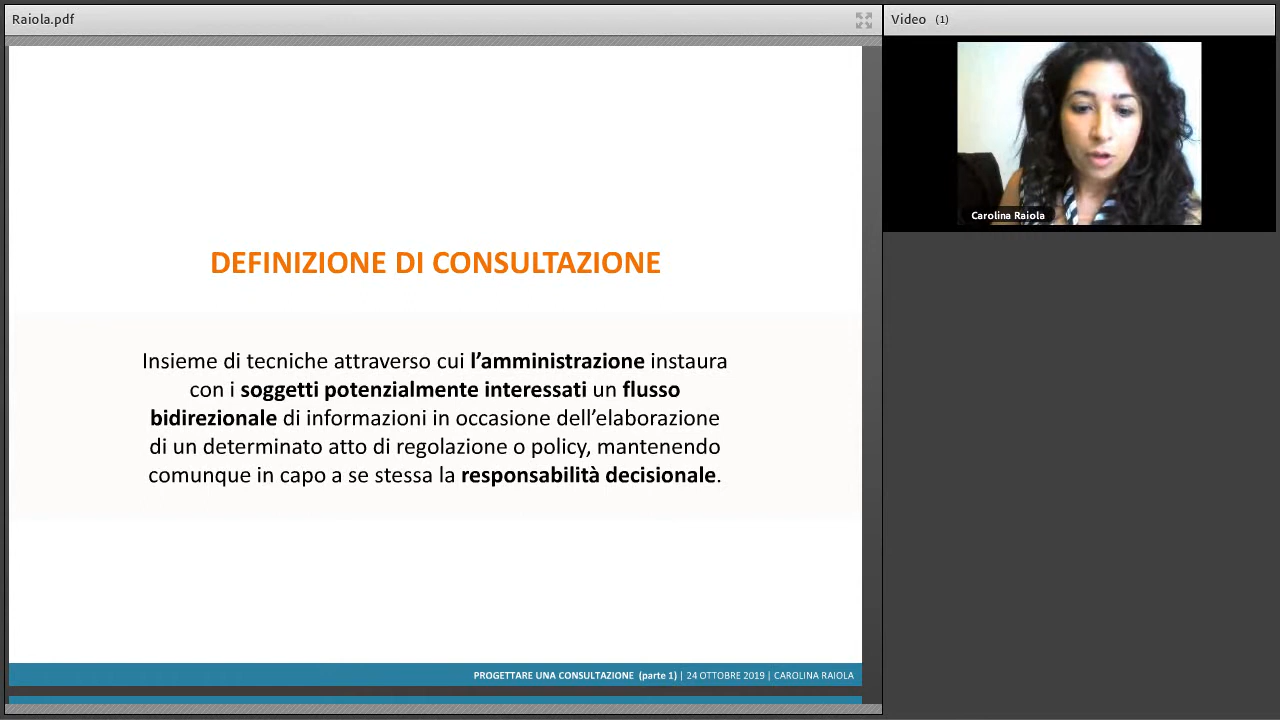 Raiola.pdf
Video (1)
Carolina Raiola
DEFINIZIONE DI CONSULTAZIONE
Insieme di tecniche attraverso cui l’amministrazione instaura
con i soggetti potenzialmente interessati un flusso
bidirezionale di informazioni in occasione dell’elaborazione
di un determinato atto di regolazione o policy, mantenendo
comunque in capo a se stessa la responsabilità decisionale.
PROGETTARE UNA CONSULTAZIONE (parte 1) | 24 OTTOBRE 2019 | CAROLINA RAIOLA